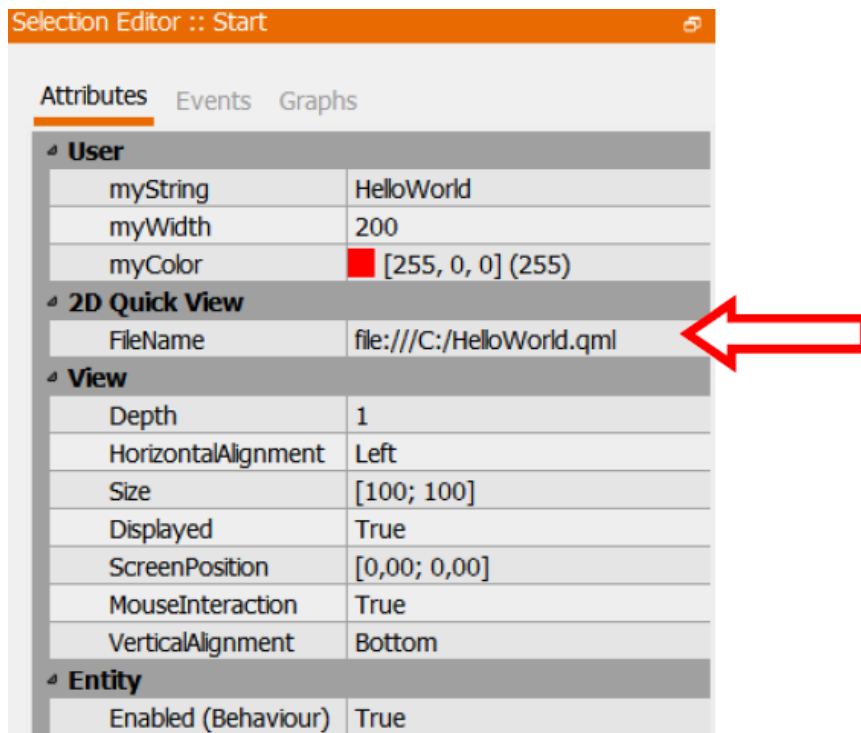 Selection Editor :: Start
Attributes Events Graphs
User
myString HelloWorld
myWidth 200
myColor [255, 0, 0] (255)
2D Quick View
FileName file:///C:/HelloWorld.qml
View
Depth 1
HorizontalAlignment Left
Size [100; 100]
Displayed True
ScreenPosition [0,00; 0,00]
MouseInteraction True
VerticalAlignment Bottom
Entity
Enabled (Behaviour) True